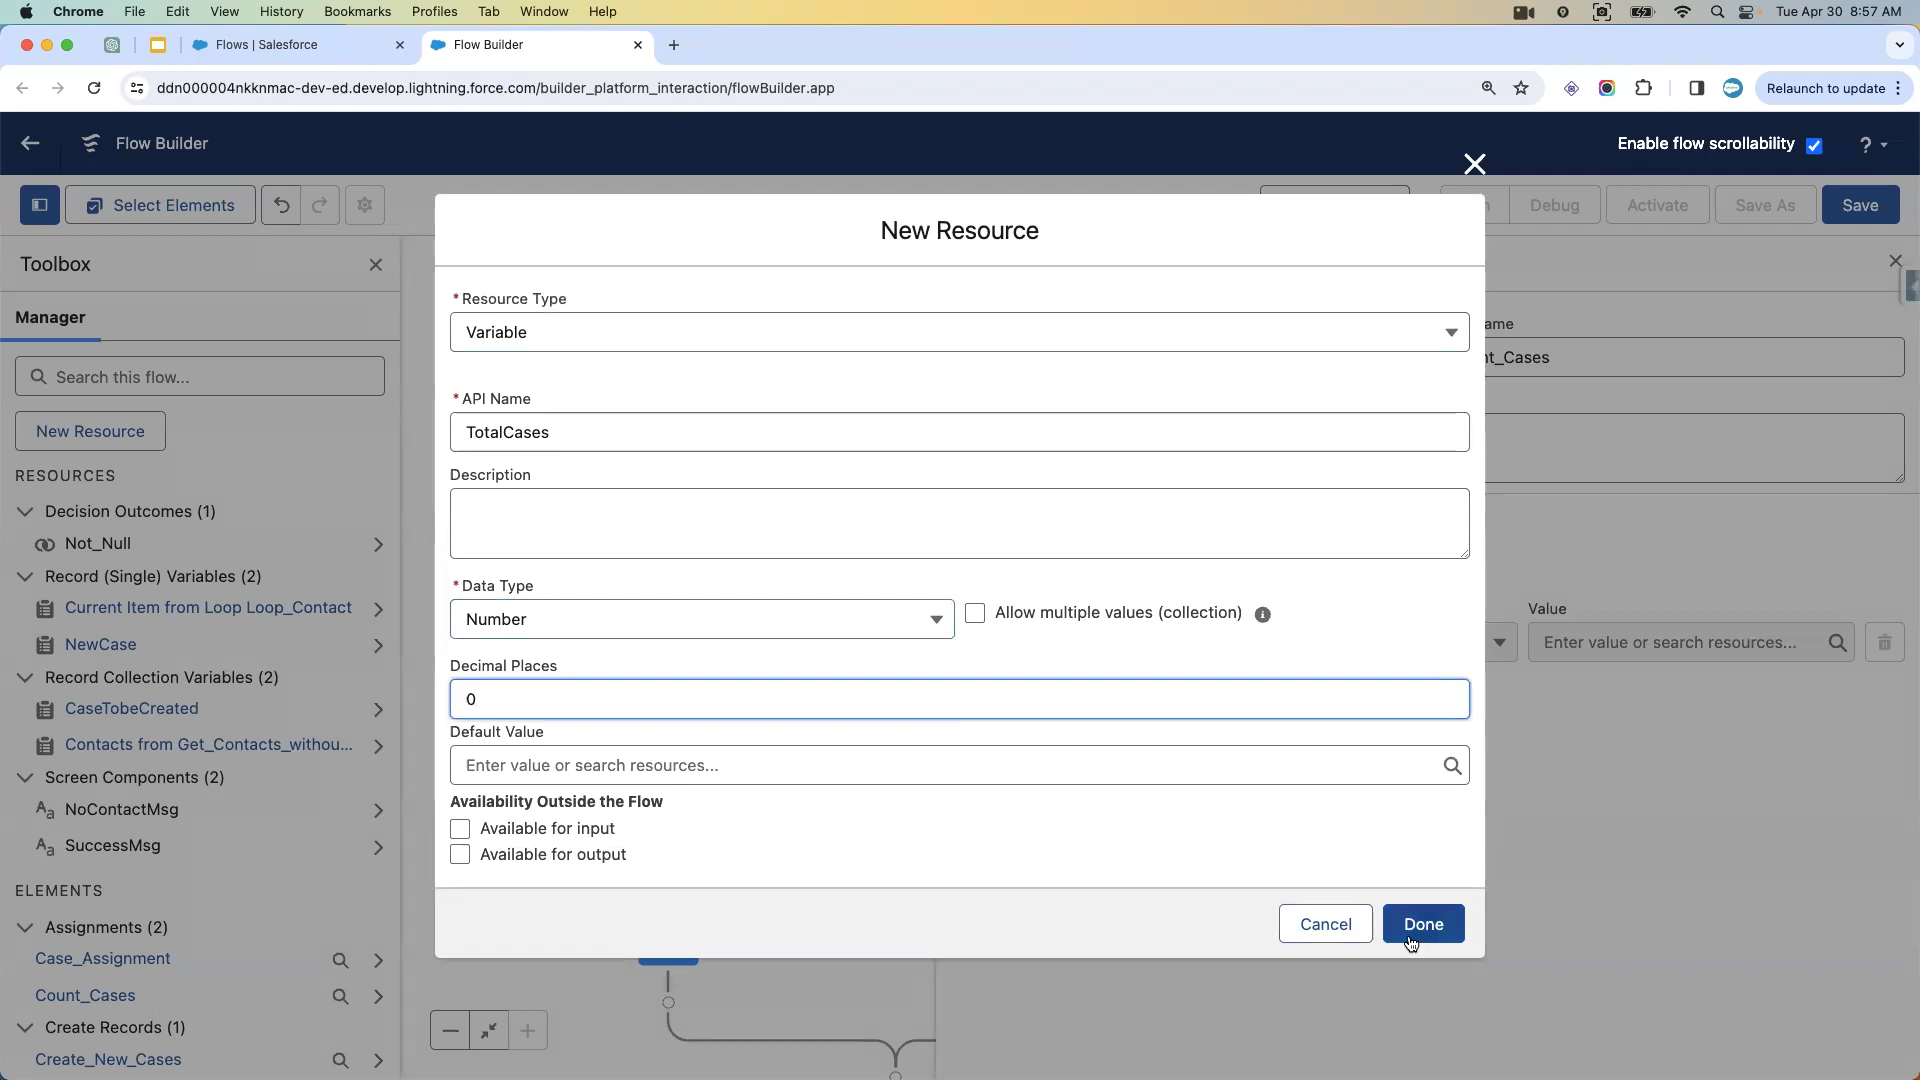 Chrome File Edit View History Bookmarks Profiles Tab Window Help Tue Apr 30 8:57 AM
Flows | Salesforce Flow Builder
ddn000004nkknmac-dev-ed.develop.lightning.force.com/builder_platform_interaction/flowBuilder.app Relaunch to update
Flow Builder Enable flow scrollability ?
Select Elements Debug Activate Save As Save
Toolbox
Manager
Search this flow...
New Resource
RESOURCES
Decision Outcomes (1)
Not_Null
Record (Single) Variables (2)
Current Item from Loop Loop_Contact
NewCase
Record Collection Variables (2)
CaseTobeCreated
Contacts from Get_Contacts_withou...
Screen Components (2)
NoContactMsg
SuccessMsg
ELEMENTS
Assignments (2)
Case_Assignment
Count_Cases
Create Records (1)
Create_New_Cases
New Resource
* Resource Type
Variable
* API Name
TotalCases
Description
* Data Type
Number
Allow multiple values (collection)
Decimal Places
0
Default Value
Enter value or search resources...
Availability Outside the Flow
Available for input
Available for output
Cancel Done
Value
Enter value or search resources...